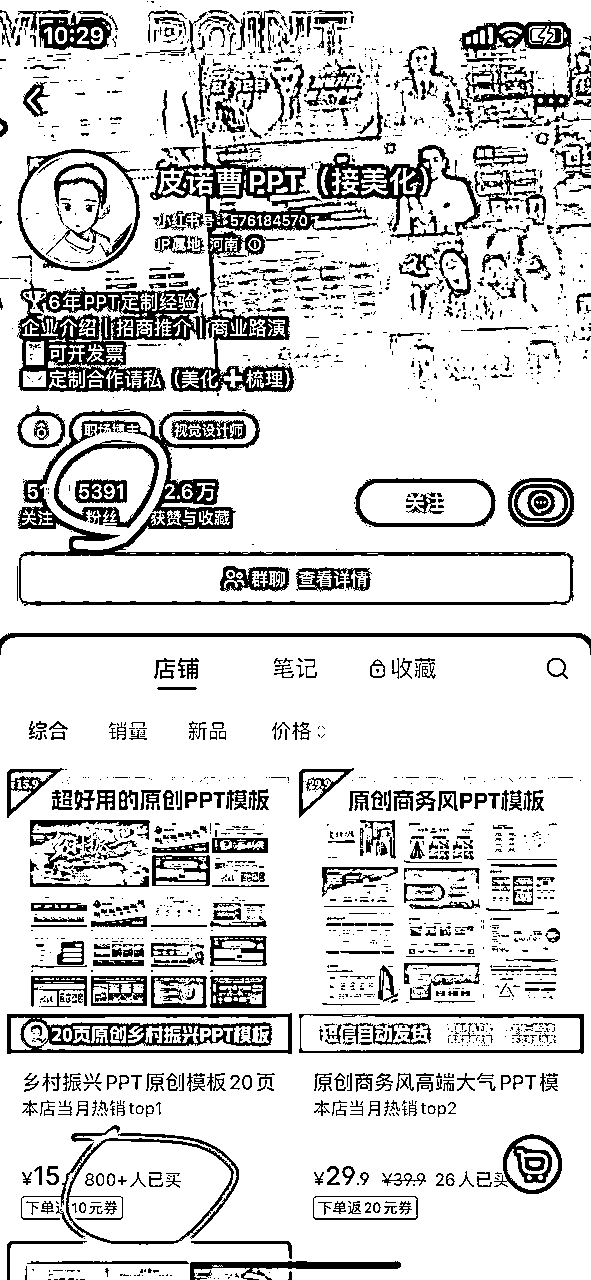 10:29
皮诺曹PPT（接美化）
小红书号：576184570
IP属地：河南
6年PPT定制经验
企业介绍｜招商推介｜商业路演
可开发票
定制合作请私（美化➕梳理）
职场博主 视觉设计师
5391 2.6万
关注 粉丝 获赞与收藏
关注
群聊 查看详情
店铺 笔记 收藏
综合 销量 新品 价格
超好用的原创PPT模板
20页原创乡村振兴PPT模板
乡村振兴PPT原创模板20页
本店当月热销top1
¥15. 800+人已买
下单返10元券
原创商务风PPT模板
短信自动发货
原创商务风高端大气PPT模
本店当月热销top2
¥29.9 ¥39.9 26人已买
下单返20元券